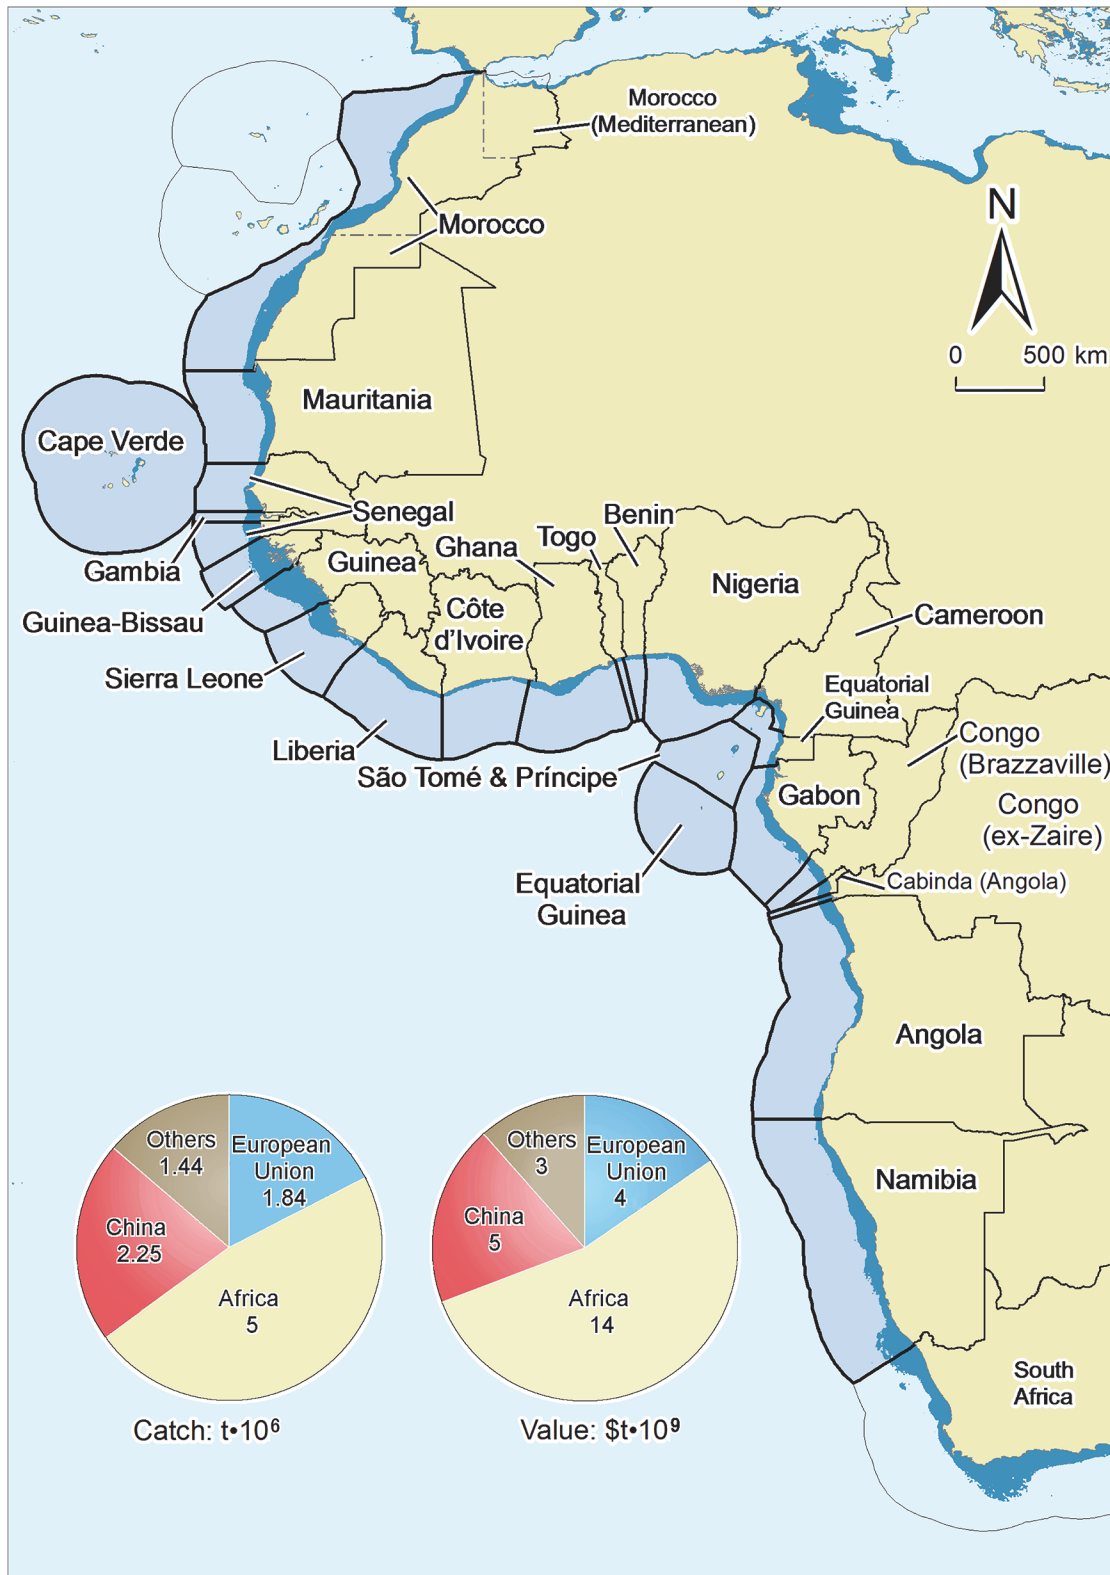 Morocco
(Mediterranean)
Morocco
N
0 500 km
Mauritania
Cape Verde
Senegal
Benin
Togo
Ghana
Guinea
Gambia
Nigeria
Côte
d'Ivoire
Guinea-Bissau
Cameroon
Sierra Leone
Equatorial
Guinea
Congo
(Brazzaville)
Liberia
São Tomé & Príncipe
Gabon
Congo
(ex-Zaire)
Equatorial
Guinea
Cabinda (Angola)
Angola
Namibia
South
Africa
Others
1.44
European
Union
1.84
China
2.25
Africa
5
Catch: t•10⁶
Others
3
European
Union
4
China
5
Africa
14
Value: $t•10⁹